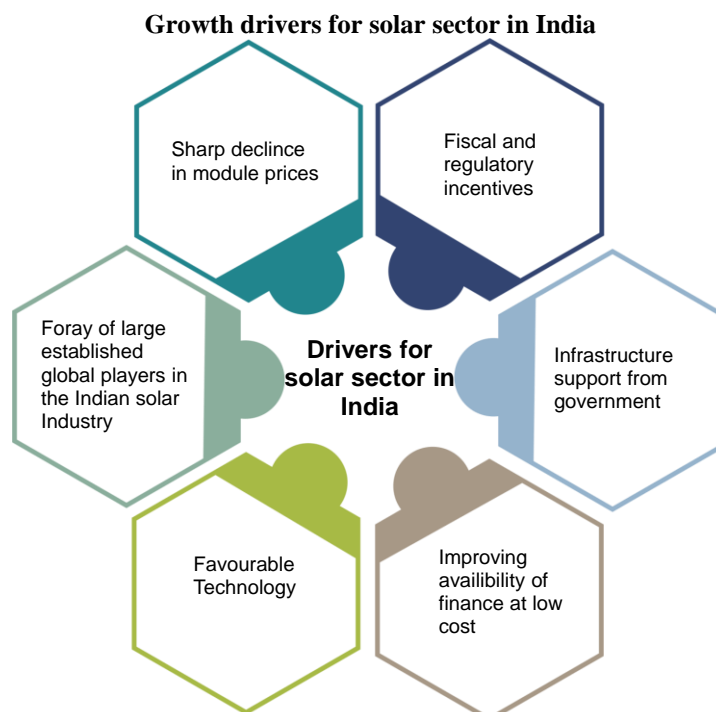 Growth drivers for solar sector in India
Sharp declince
in module prices
Fiscal and
regulatory
incentives
Foray of large
established
global players in
the Indian solar
Industry
Drivers for
solar sector in
India
Infrastructure
support from
government
Favourable
Technology
Improving
availibility of
finance at low
cost